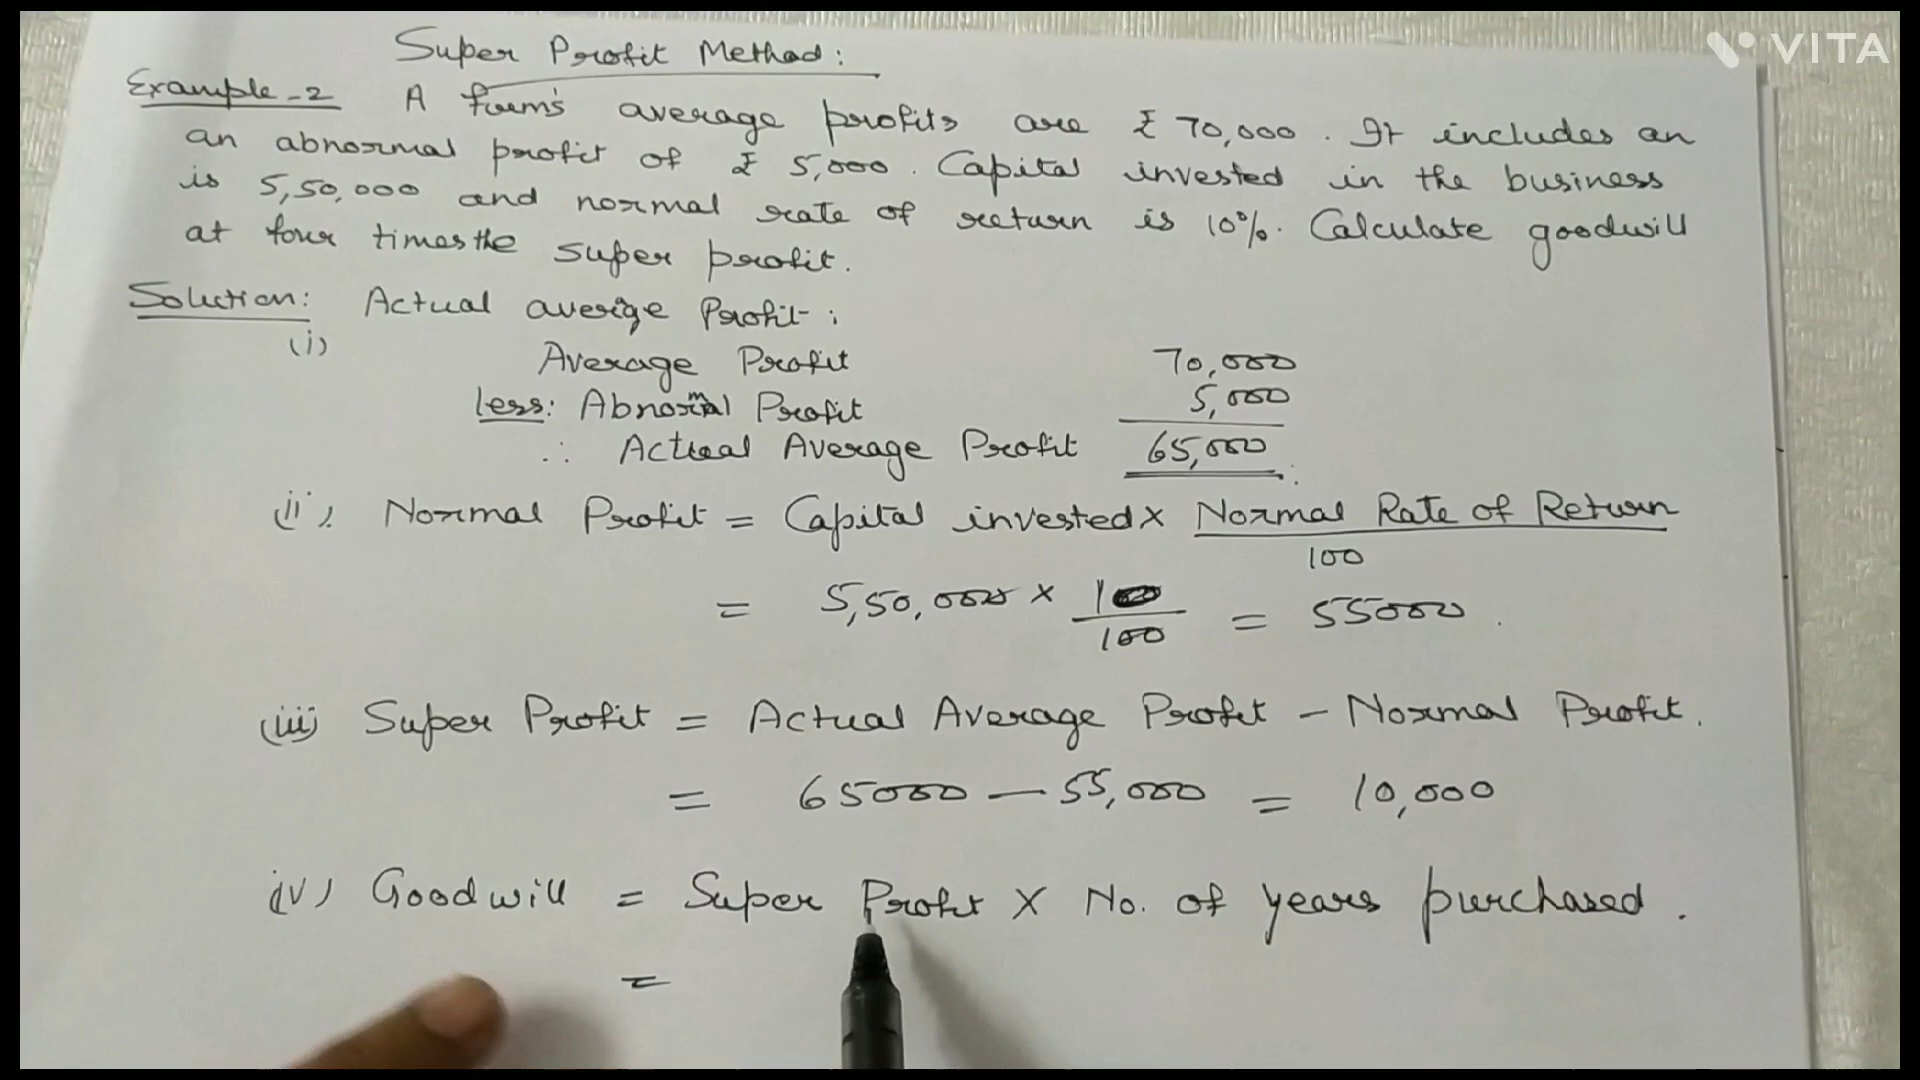 VITA
Super Profit Method:
Example-2 A firm's average profits are ₹ 70,000. It includes an
an abnormal profit of ₹ 5,000. Capital invested in the business
is 5,50,000 and normal rate of return is 10%. Calculate goodwill
at four times the super profit.
Solution: Actual average Profit:
(i)
Average Profit 70,000
less: Abnormal Profit 5,000
∴ Actual Average Profit 65,000
(ii) Normal Profit = Capital invested × Normal Rate of Return
100
= 5,50,000 × 10
100 = 55000.
(iii) Super Profit = Actual Average Profit - Normal Profit.
= 65000 - 55,000 = 10,000
(iv) Goodwill = Super Profit × No. of years purchased.
=